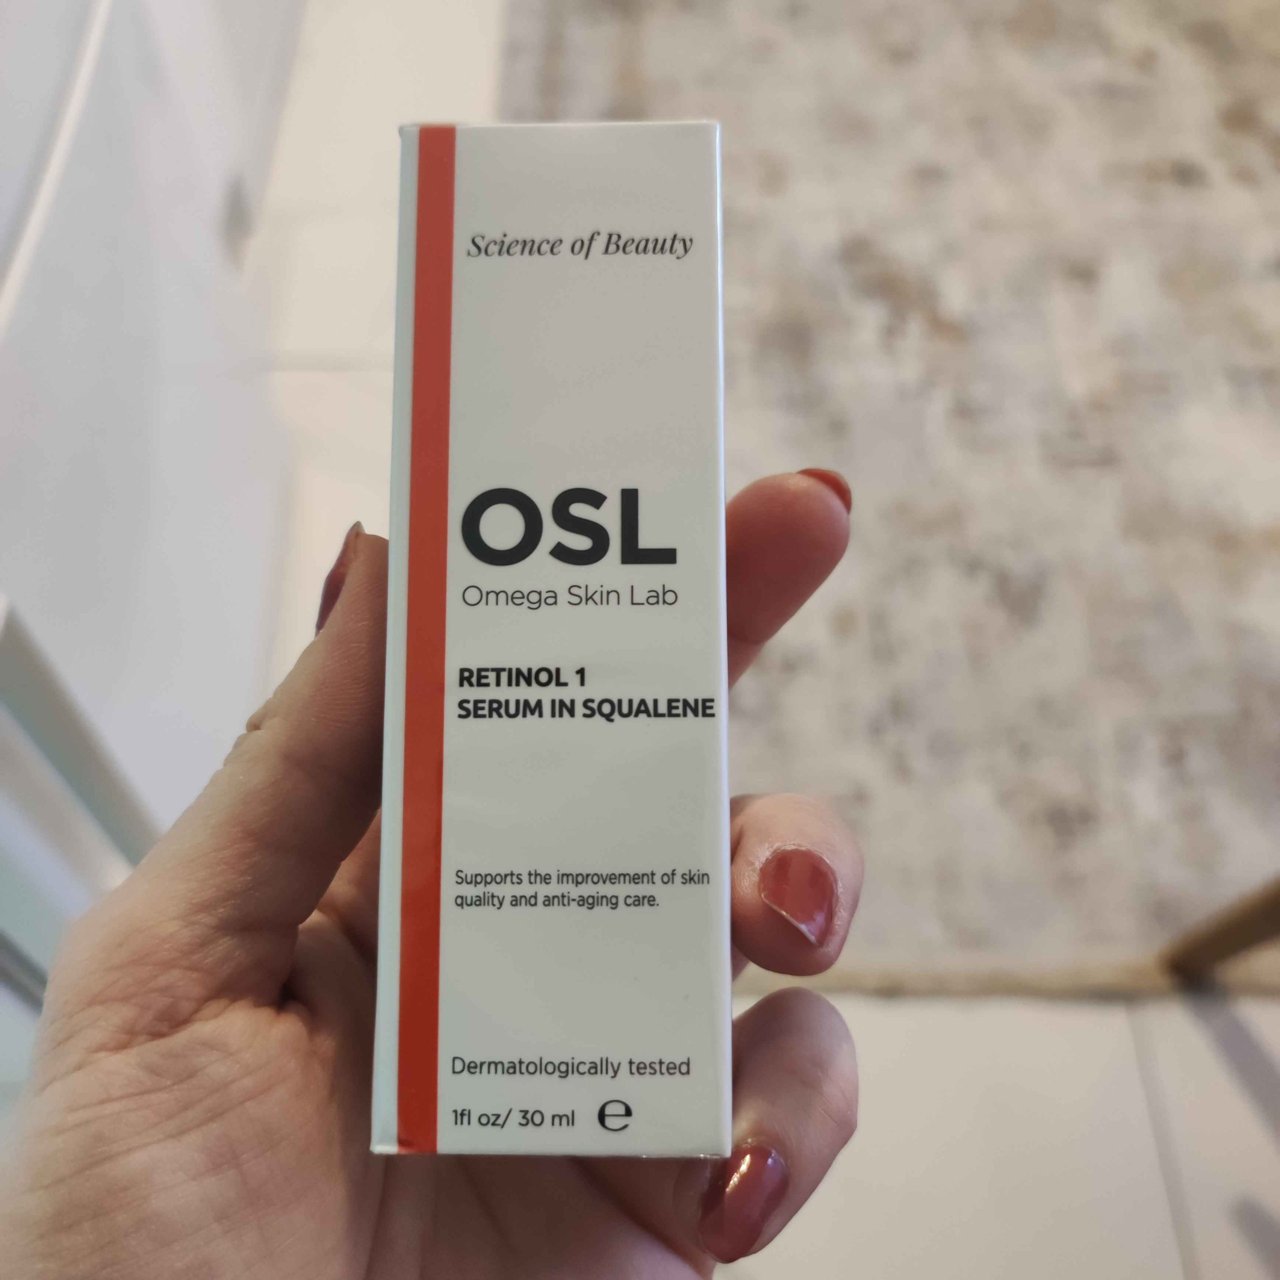 Science of Beauty
OSL
Omega Skin Lab
RETINOL 1
SERUM IN SQUALENE
Supports the improvement of skin
quality and anti-aging care.
Dermatologically tested
1fl oz/ 30 ml ℮